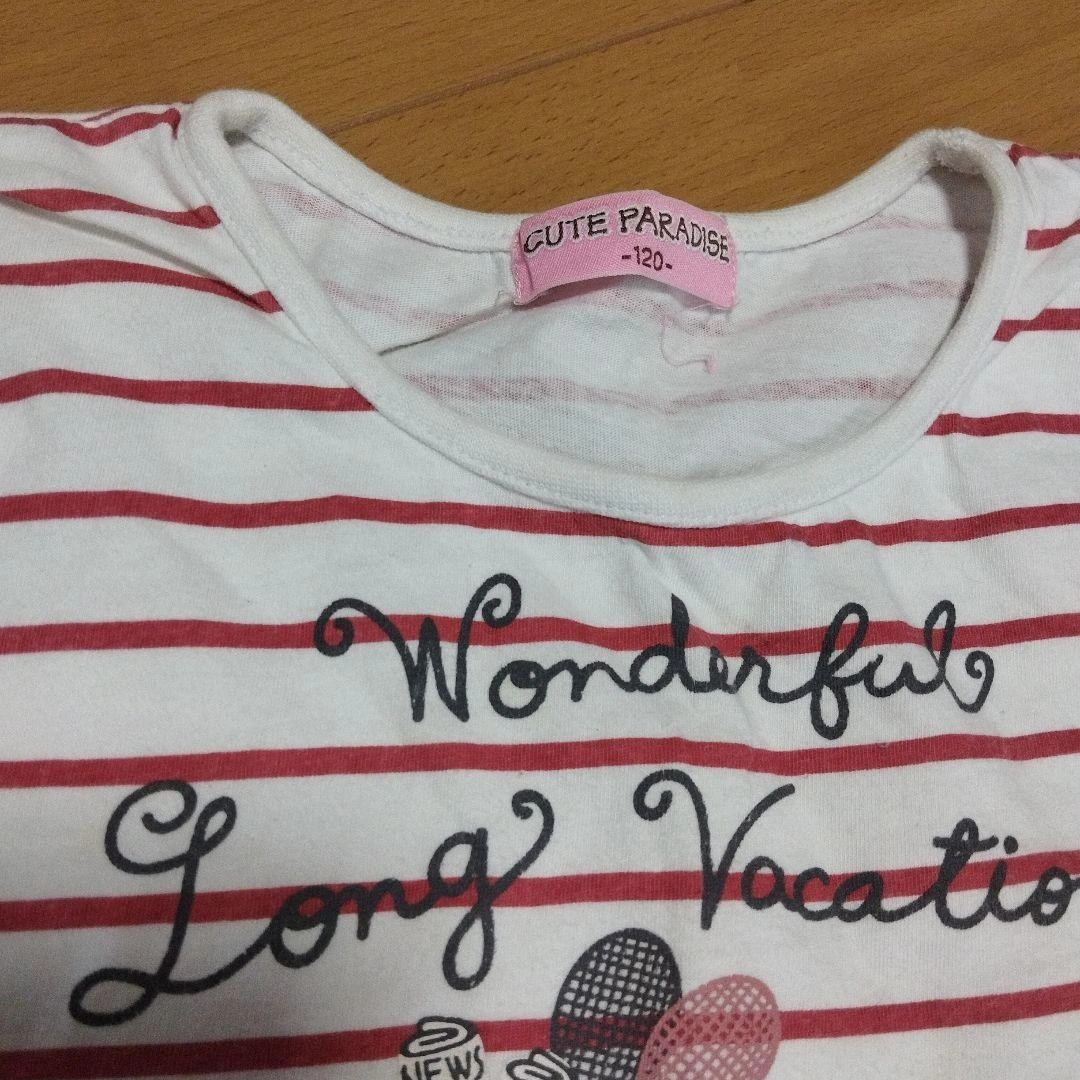 CUTE PARADISE
-120-
Wonderful
Long Vacatio
NEWS